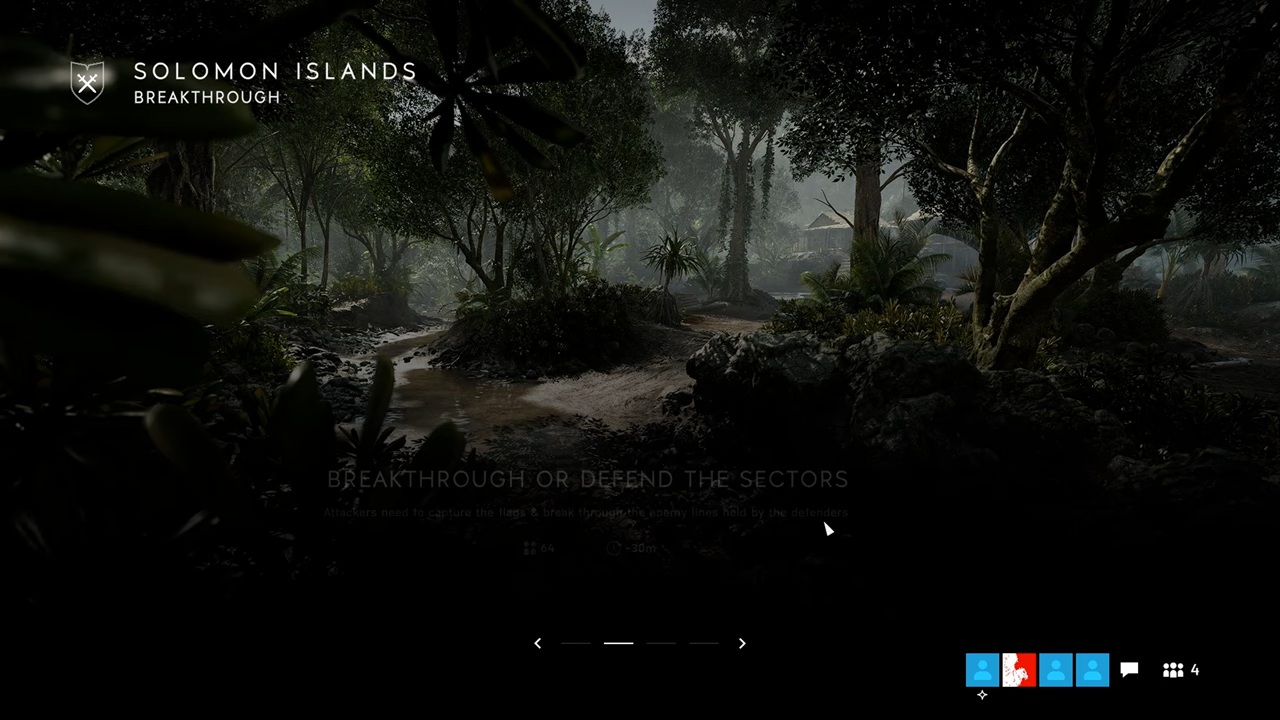 SOLOMON ISLANDS
BREAKTHROUGH
BREAKTHROUGH OR DEFEND THE SECTORS
Attackers need to capture the flags & break through the enemy lines held by the defenders
64 ~30m
4